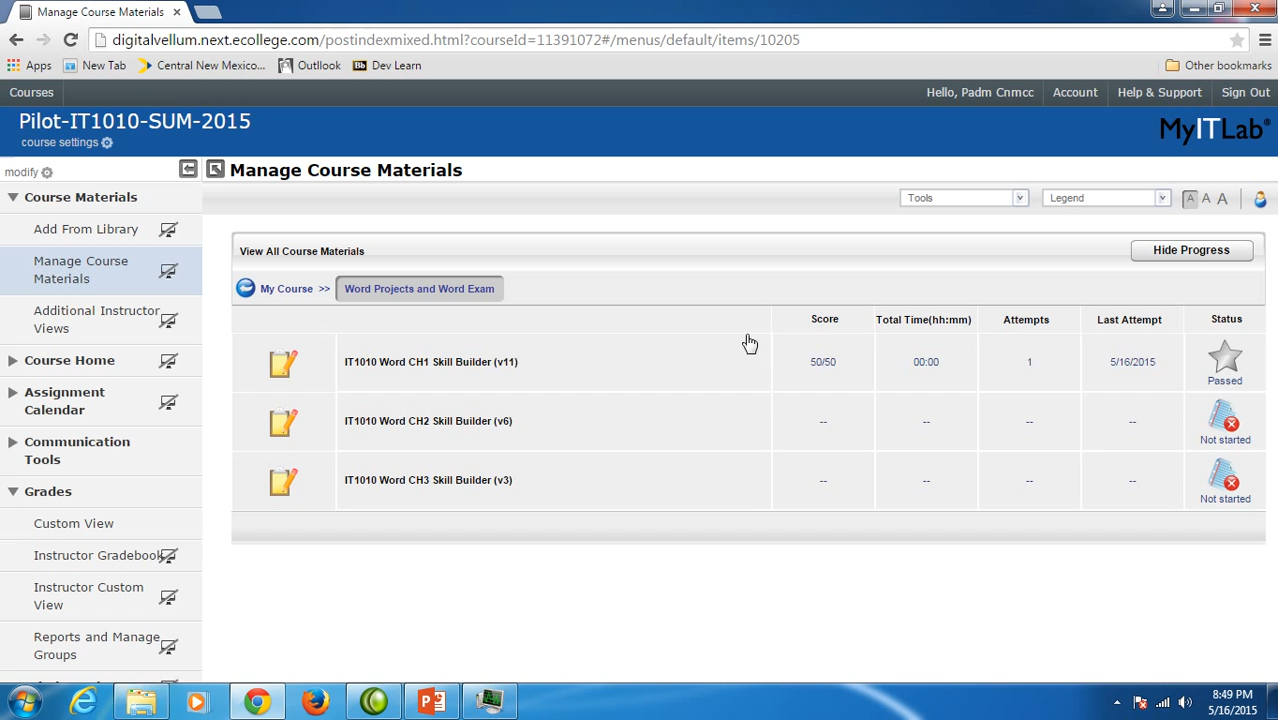 Manage Course Materials
digitalvellum.next.ecollege.com/postindexmixed.html?courseId=11391072#/menus/default/items/10205
Apps New Tab Central New Mexico... Outllook Bb Dev Learn Other bookmarks
Courses Hello, Padm Cnmcc Account Help & Support Sign Out
Pilot-IT1010-SUM-2015
course settings
MyITLab®
modify
Manage Course Materials
Course Materials
Tools Legend A A A
Add From Library
Manage Course
Materials
Additional Instructor
Views
Course Home
Assignment
Calendar
Communication
Tools
Grades
Custom View
Instructor Gradebook
Instructor Custom
View
Reports and Manage
Groups
View All Course Materials Hide Progress
My Course >> Word Projects and Word Exam
Score Total Time(hh:mm) Attempts Last Attempt Status
IT1010 Word CH1 Skill Builder (v11) 50/50 00:00 1 5/16/2015 Passed
IT1010 Word CH2 Skill Builder (v6) -- -- -- -- Not started
IT1010 Word CH3 Skill Builder (v3) -- -- -- -- Not started
8:49 PM
5/16/2015